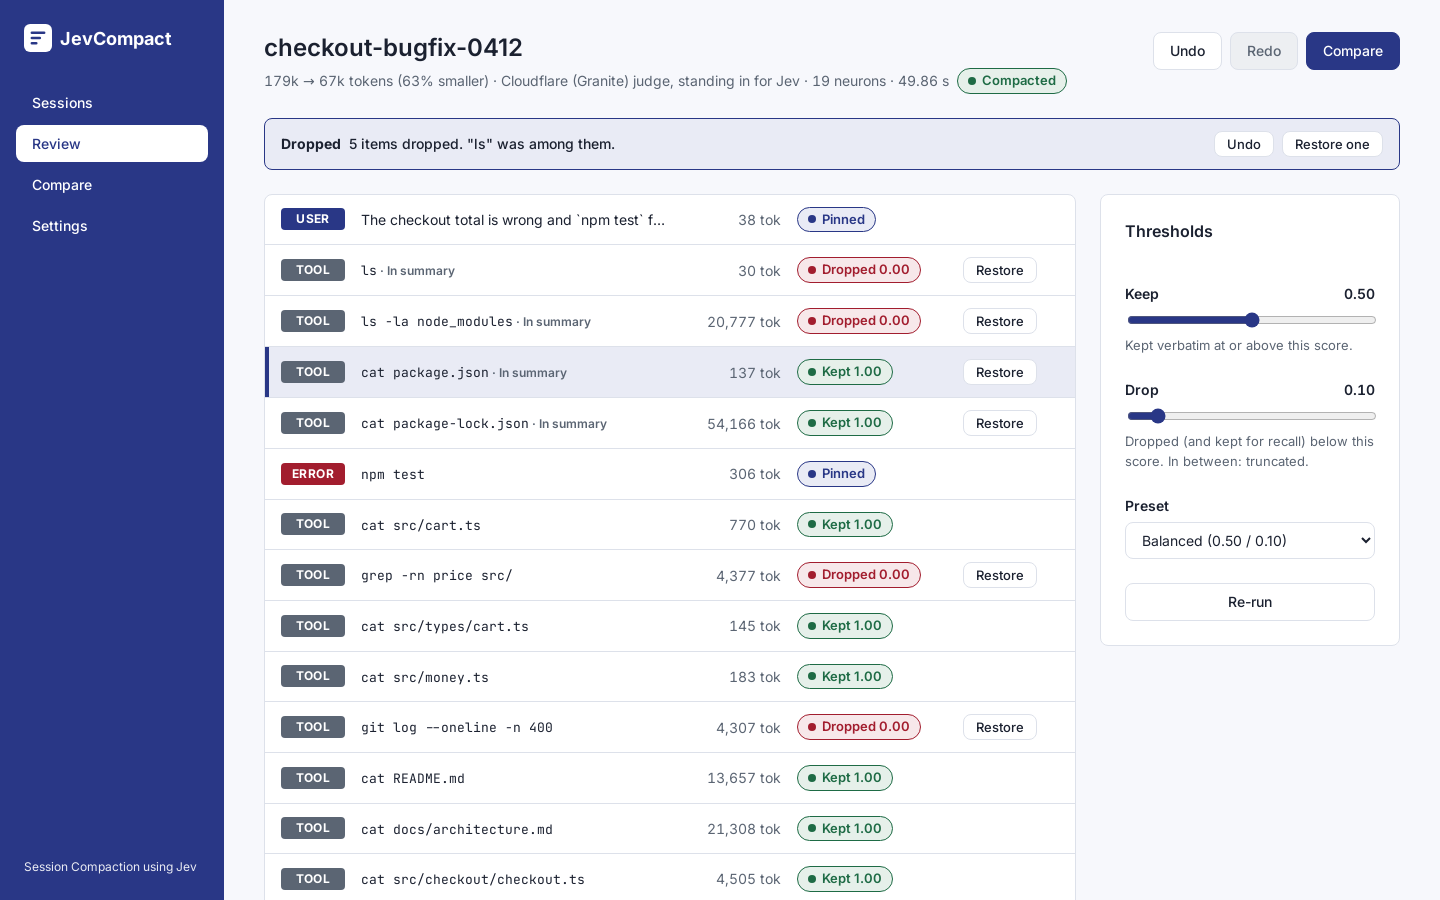 JevCompact
Sessions
Review
Compare
Settings
Session Compaction using Jev
checkout-bugfix-0412
179k → 67k tokens (63% smaller) · Cloudflare (Granite) judge, standing in for Jev · 19 neurons · 49.86 s Compacted
Undo Redo Compare
Dropped 5 items dropped. "ls" was among them. Undo Restore one
USER The checkout total is wrong and `npm test` f... 38 tok Pinned
TOOL ls · In summary 30 tok Dropped 0.00 Restore
TOOL ls -la node_modules · In summary 20,777 tok Dropped 0.00 Restore
TOOL cat package.json · In summary 137 tok Kept 1.00 Restore
TOOL cat package-lock.json · In summary 54,166 tok Kept 1.00 Restore
ERROR npm test 306 tok Pinned
TOOL cat src/cart.ts 770 tok Kept 1.00
TOOL grep -rn price src/ 4,377 tok Dropped 0.00 Restore
TOOL cat src/types/cart.ts 145 tok Kept 1.00
TOOL cat src/money.ts 183 tok Kept 1.00
TOOL git log --oneline -n 400 4,307 tok Dropped 0.00 Restore
TOOL cat README.md 13,657 tok Kept 1.00
TOOL cat docs/architecture.md 21,308 tok Kept 1.00
TOOL cat src/checkout/checkout.ts 4,505 tok Kept 1.00
Thresholds
Keep 0.50
Kept verbatim at or above this score.
Drop 0.10
Dropped (and kept for recall) below this
score. In between: truncated.
Preset
Balanced (0.50 / 0.10)
Re-run